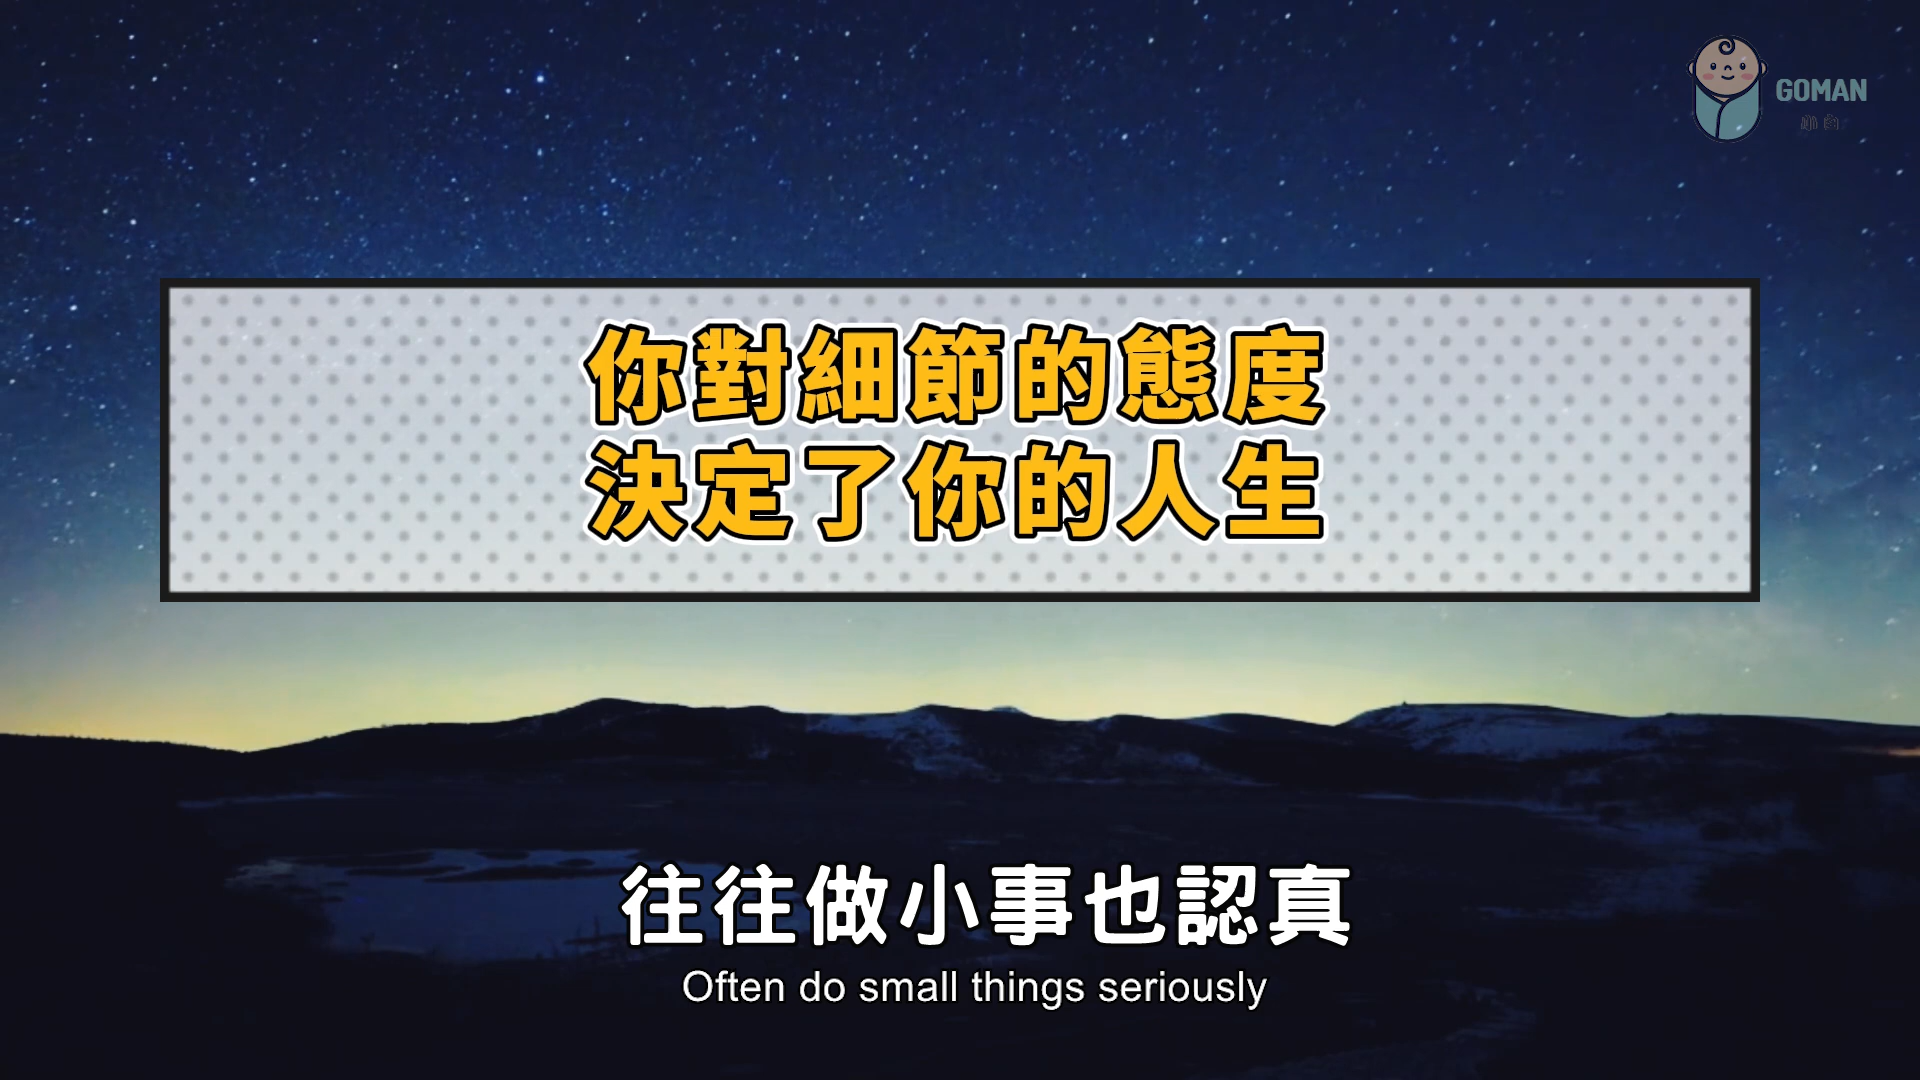 GOMAN
你對細節的態度
決定了你的人生
往往做小事也認真
Often do small things seriously